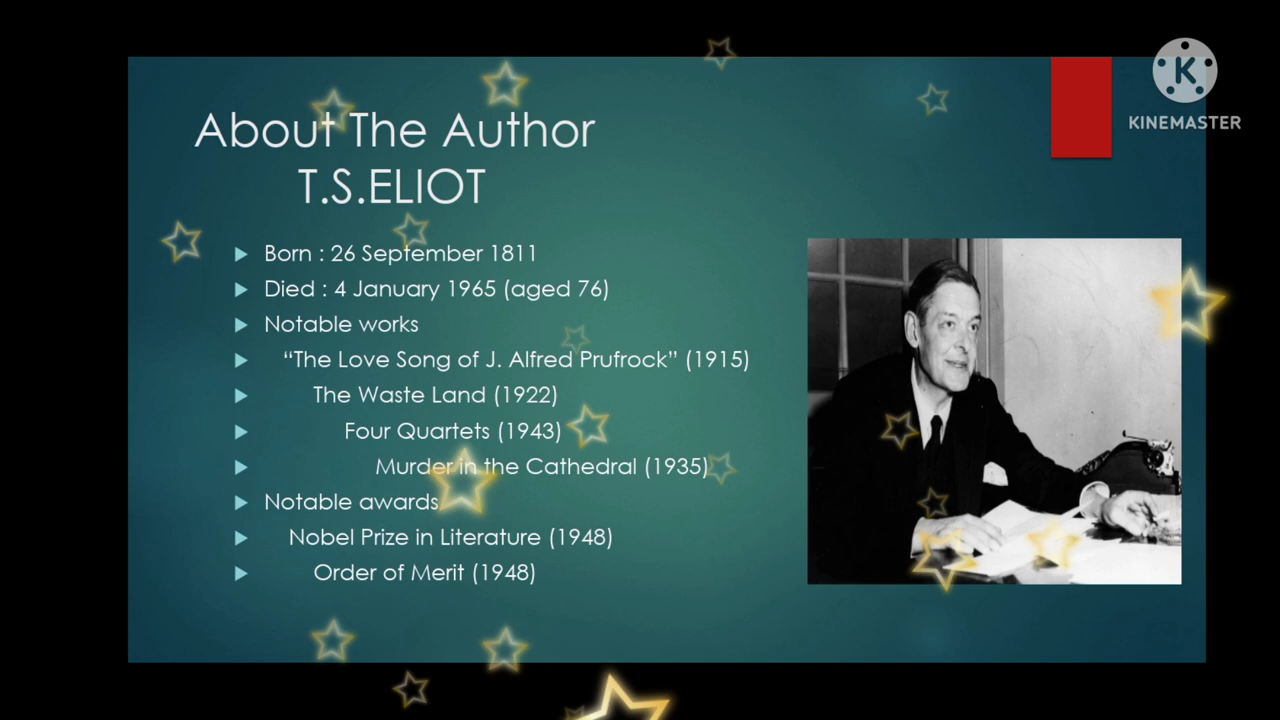 About The Author
T.S.ELIOT
Born : 26 September 1811
Died : 4 January 1965 (aged 76)
Notable works
“The Love Song of J. Alfred Prufrock” (1915)
The Waste Land (1922)
Four Quartets (1943)
Murder in the Cathedral (1935)
Notable awards
Nobel Prize in Literature (1948)
Order of Merit (1948)
K
KINEMASTER